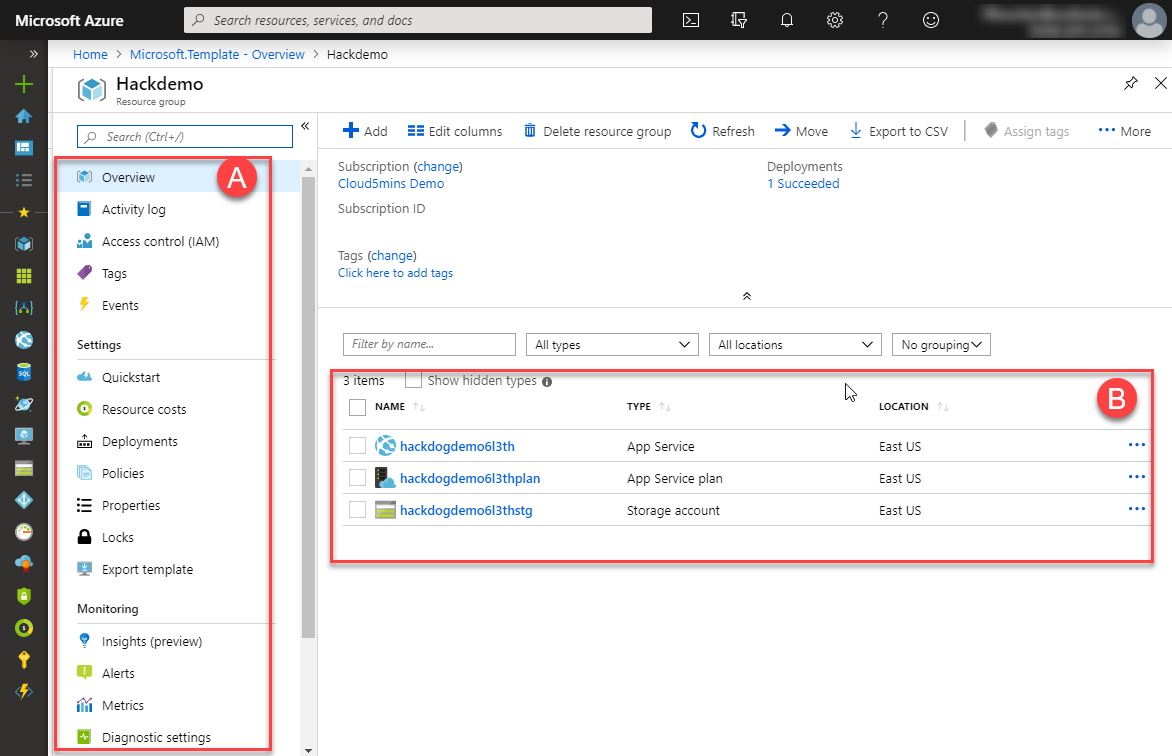 Microsoft Azure
Search resources, services, and docs
Home > Microsoft.Template - Overview > Hackdemo
Hackdemo
Resource group
Search (Ctrl+/)
Overview
A
Activity log
Access control (IAM)
Tags
Events
Settings
Quickstart
Resource costs
Deployments
Policies
Properties
Locks
Export template
Monitoring
Insights (preview)
Alerts
Metrics
Diagnostic settings
Add Edit columns Delete resource group Refresh Move Export to CSV Assign tags More
Subscription (change)
Cloud5mins Demo
Subscription ID
Deployments
1 Succeeded
Tags (change)
Click here to add tags
Filter by name... All types All locations No grouping
3 items Show hidden types
B
NAME TYPE LOCATION
hackdogdemo6l3th App Service East US
hackdogdemo6l3thplan App Service plan East US
hackdogdemo6l3thstg Storage account East US